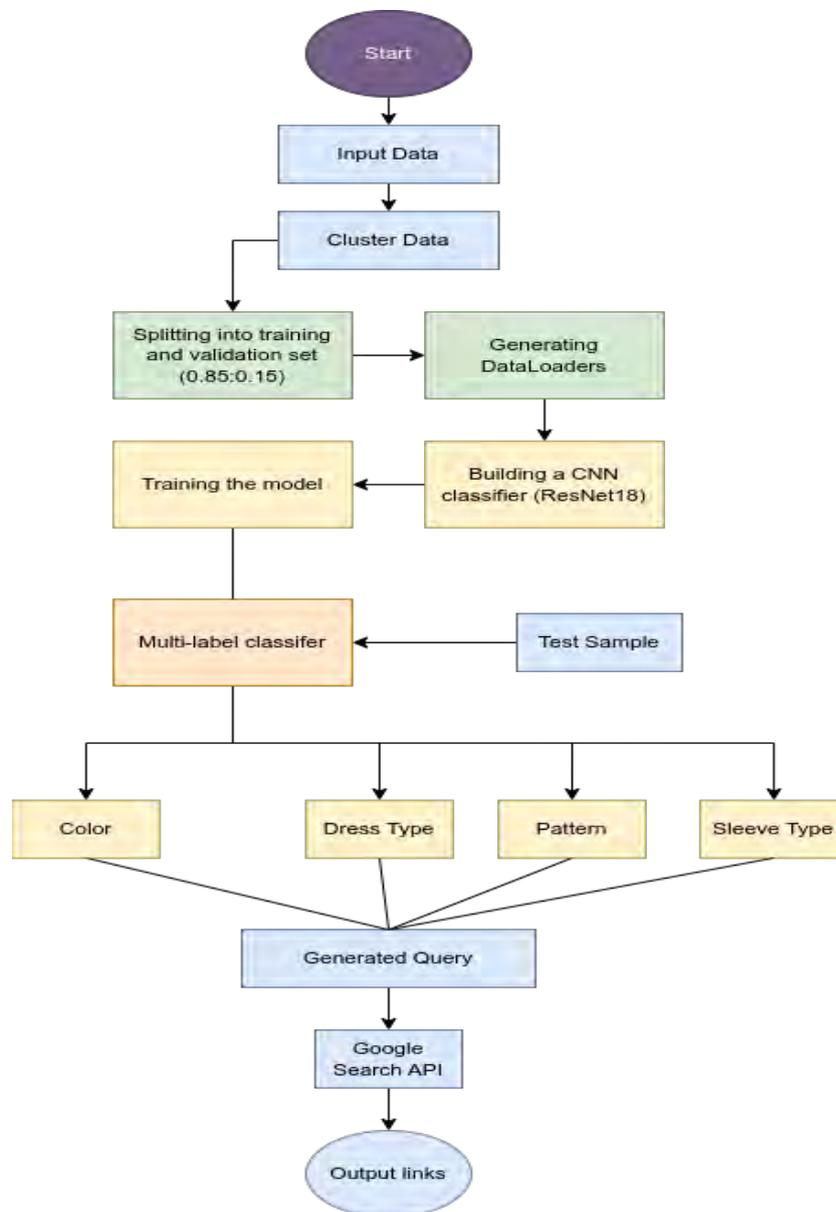 Start
Input Data
Cluster Data
Splitting into training
and validation set
(0.85:0.15)
Generating
DataLoaders
Training the model
Building a CNN
classifier (ResNet18)
Multi-label classifer
Test Sample
Color
Dress Type
Pattern
Sleeve Type
Generated Query
Google
Search API
Output links